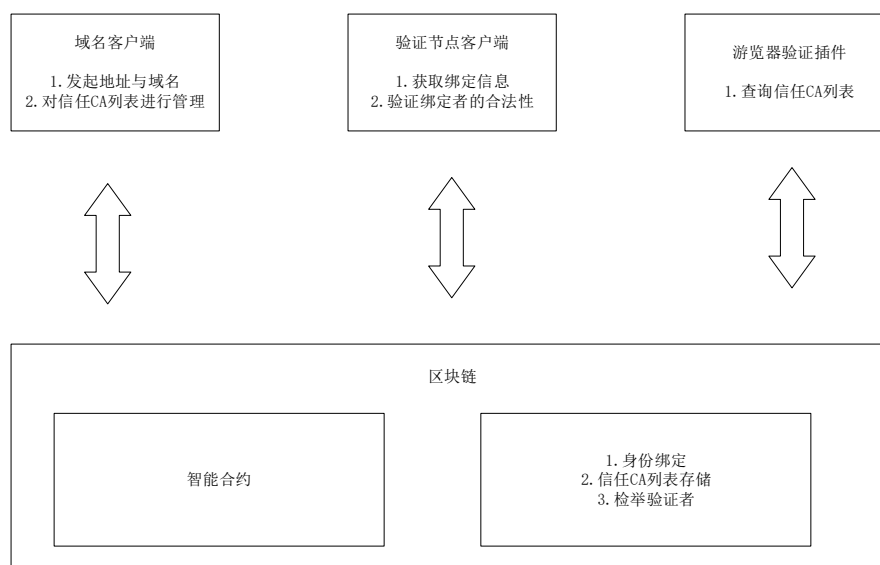 域名客户端
1.发起地址与域名
2.对信任CA列表进行管理
验证节点客户端
1.获取绑定信息
2.验证绑定者的合法性
游览器验证插件
1.查询信任CA列表
区块链
智能合约
1.身份绑定
2.信任CA列表存储
3.检举验证者